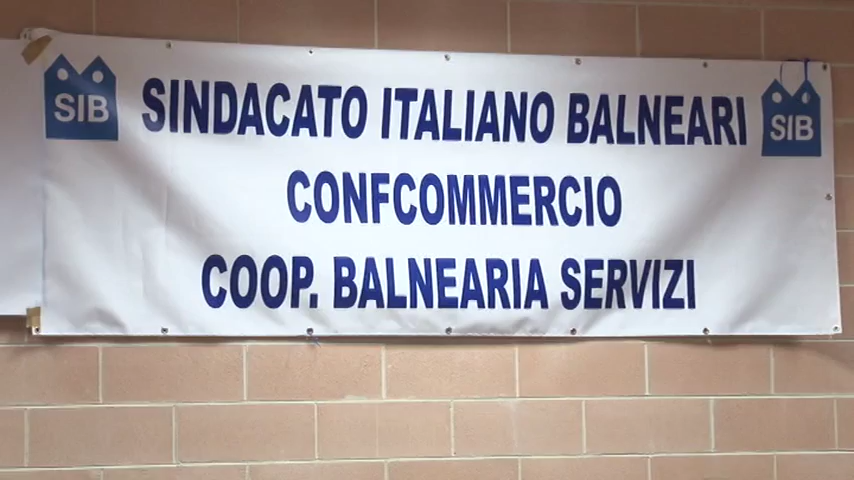 SIB SINDACATO ITALIANO BALNEARI SIB
CONFCOMMERCIO
COOP. BALNEARIA SERVIZI